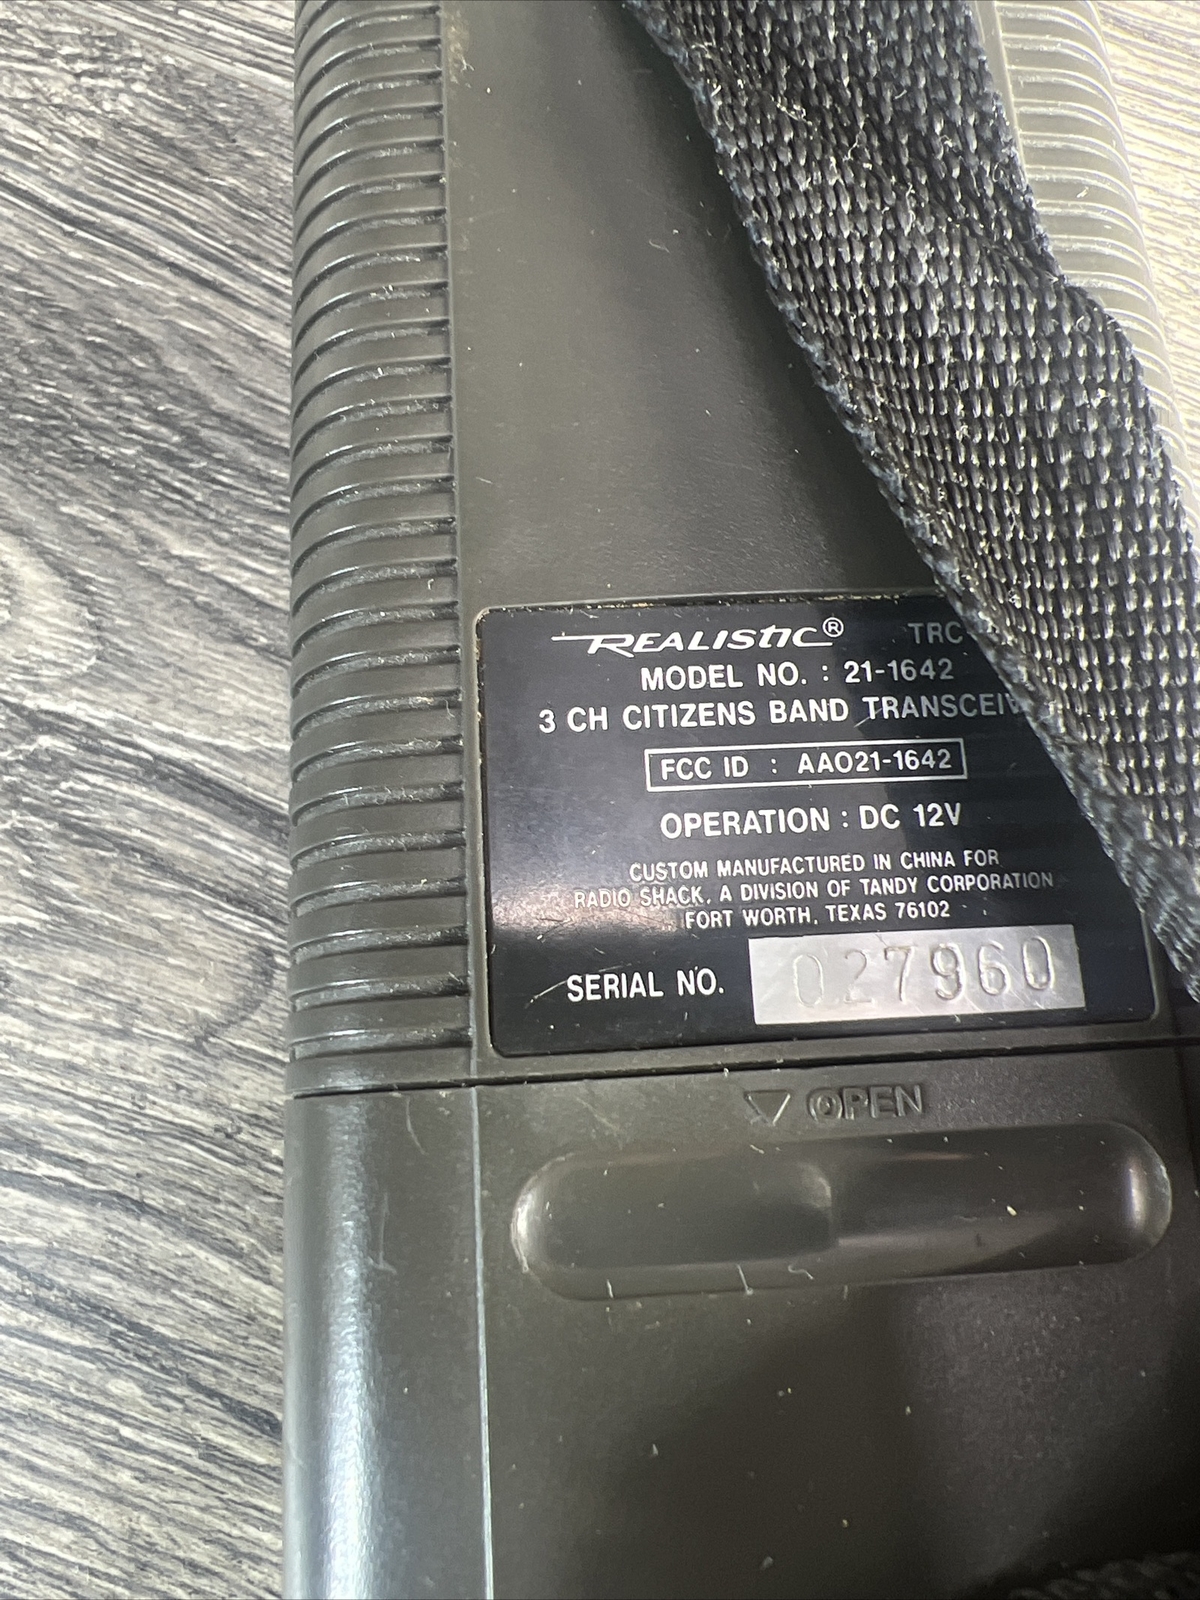 REALISTIC® TRC-
MODEL NO. : 21-1642
3 CH CITIZENS BAND
FCC ID : AAO21-1642
OPERATION : DC 12V
CUSTOM MANUFACTURED IN CHINA FOR
RADIO SHACK, A DIVISION OF TANDY CORPORATION
FORT WORTH, TEXAS 76102
SERIAL NO. 027960
▽ OPEN